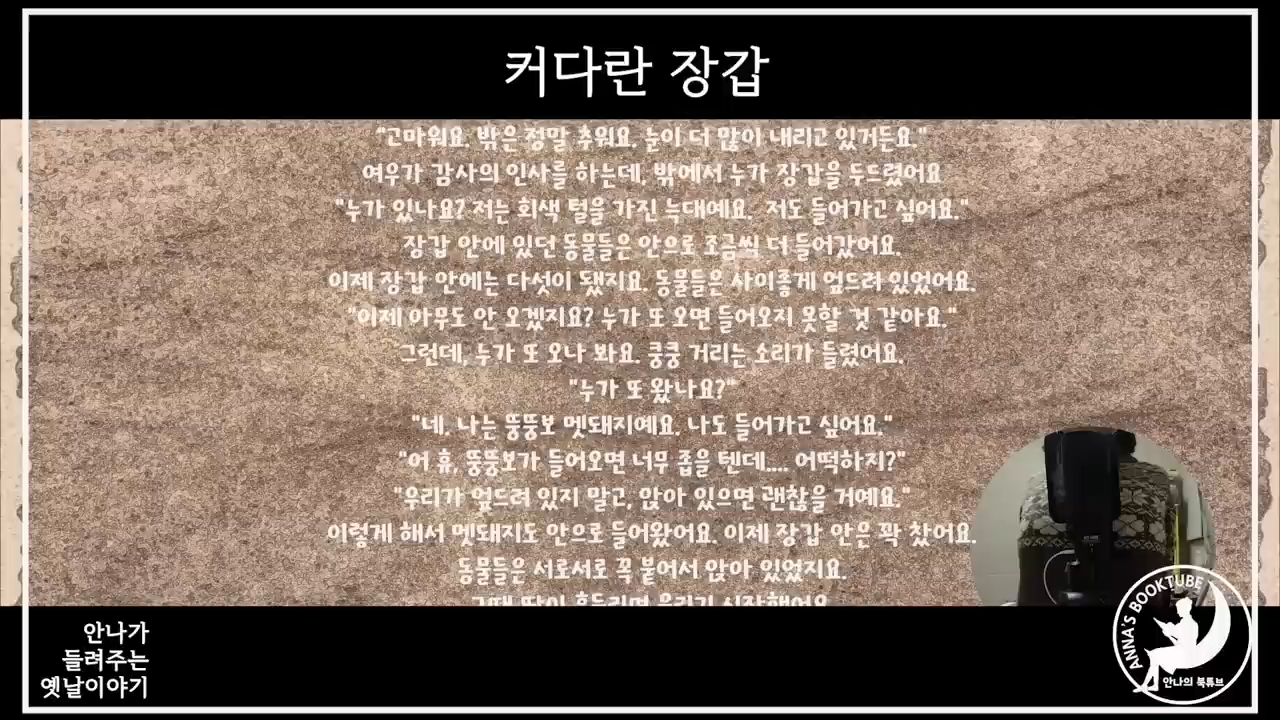 커다란 장갑
"고마워요. 밖은 정말 추워요. 눈이 더 많이 내리고 있거든요."
여우가 감사의 인사를 하는데, 밖에서 누가 장갑을 두드렸어요
"누가 있나요? 저는 회색 털을 가진 늑대예요. 저도 들어가고 싶어요."
장갑 안에 있던 동물들은 안으로 조금씩 더 들어갔어요.
이제 장갑 안에는 다섯이 됐지요. 동물들은 사이좋게 엎드려 있었어요.
"이제 아무도 안 오겠지요? 누가 또 오면 들어오지 못할 것 같아요."
그런데, 누가 또 오나 봐요. 쿵쿵 거리는 소리가 들렸어요.
"누가 또 왔나요?"
"네, 나는 뚱뚱보 멧돼지예요. 나도 들어가고 싶어요."
"어 휴, 뚱뚱보가 들어오면 너무 좁을 텐데.... 어떡하지?"
"우리가 엎드려 있지 말고, 앉아 있으면 괜찮을 거예요."
이렇게 해서 멧돼지도 안으로 들어왔어요. 이제 장갑 안은 꽉 찼어요.
동물들은 서로서로 꼭 붙어서 앉아 있었지요.
안나가
들려주는
옛날이야기
ANNA'S BOOKTUBE
안나의 북튜브